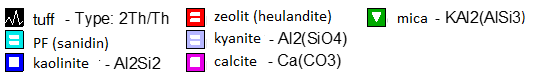 tuff - Type: 2Th/Th zeolit (heulandite) mica - KAl2(AlSi3)
PF (sanidin) kyanite - Al2(SiO4)
kaolinite - Al2Si2 calcite - Ca(CO3)